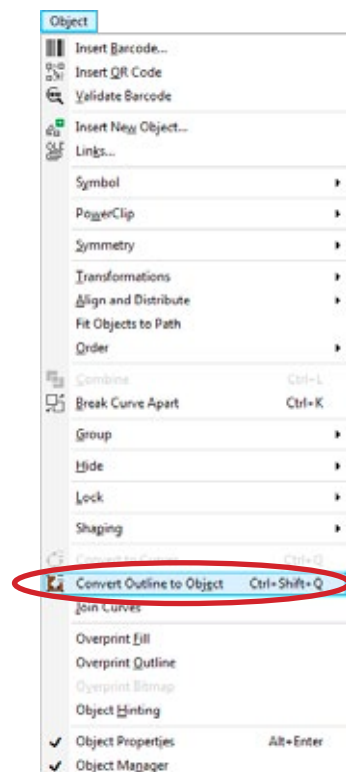 Object
Insert Barcode...
Insert QR Code
Validate Barcode
Insert New Object...
Links...
Symbol
PowerClip
Symmetry
Transformations
Align and Distribute
Fit Objects to Path
Order
Combine Ctrl+L
Break Curve Apart Ctrl+K
Group
Hide
Lock
Shaping
Convert to Curves Ctrl+Q
Convert Outline to Object Ctrl+Shift+Q
Join Curves
Overprint Fill
Overprint Outline
Overprint Bitmap
Object Hinting
Object Properties Alt+Enter
Object Manager